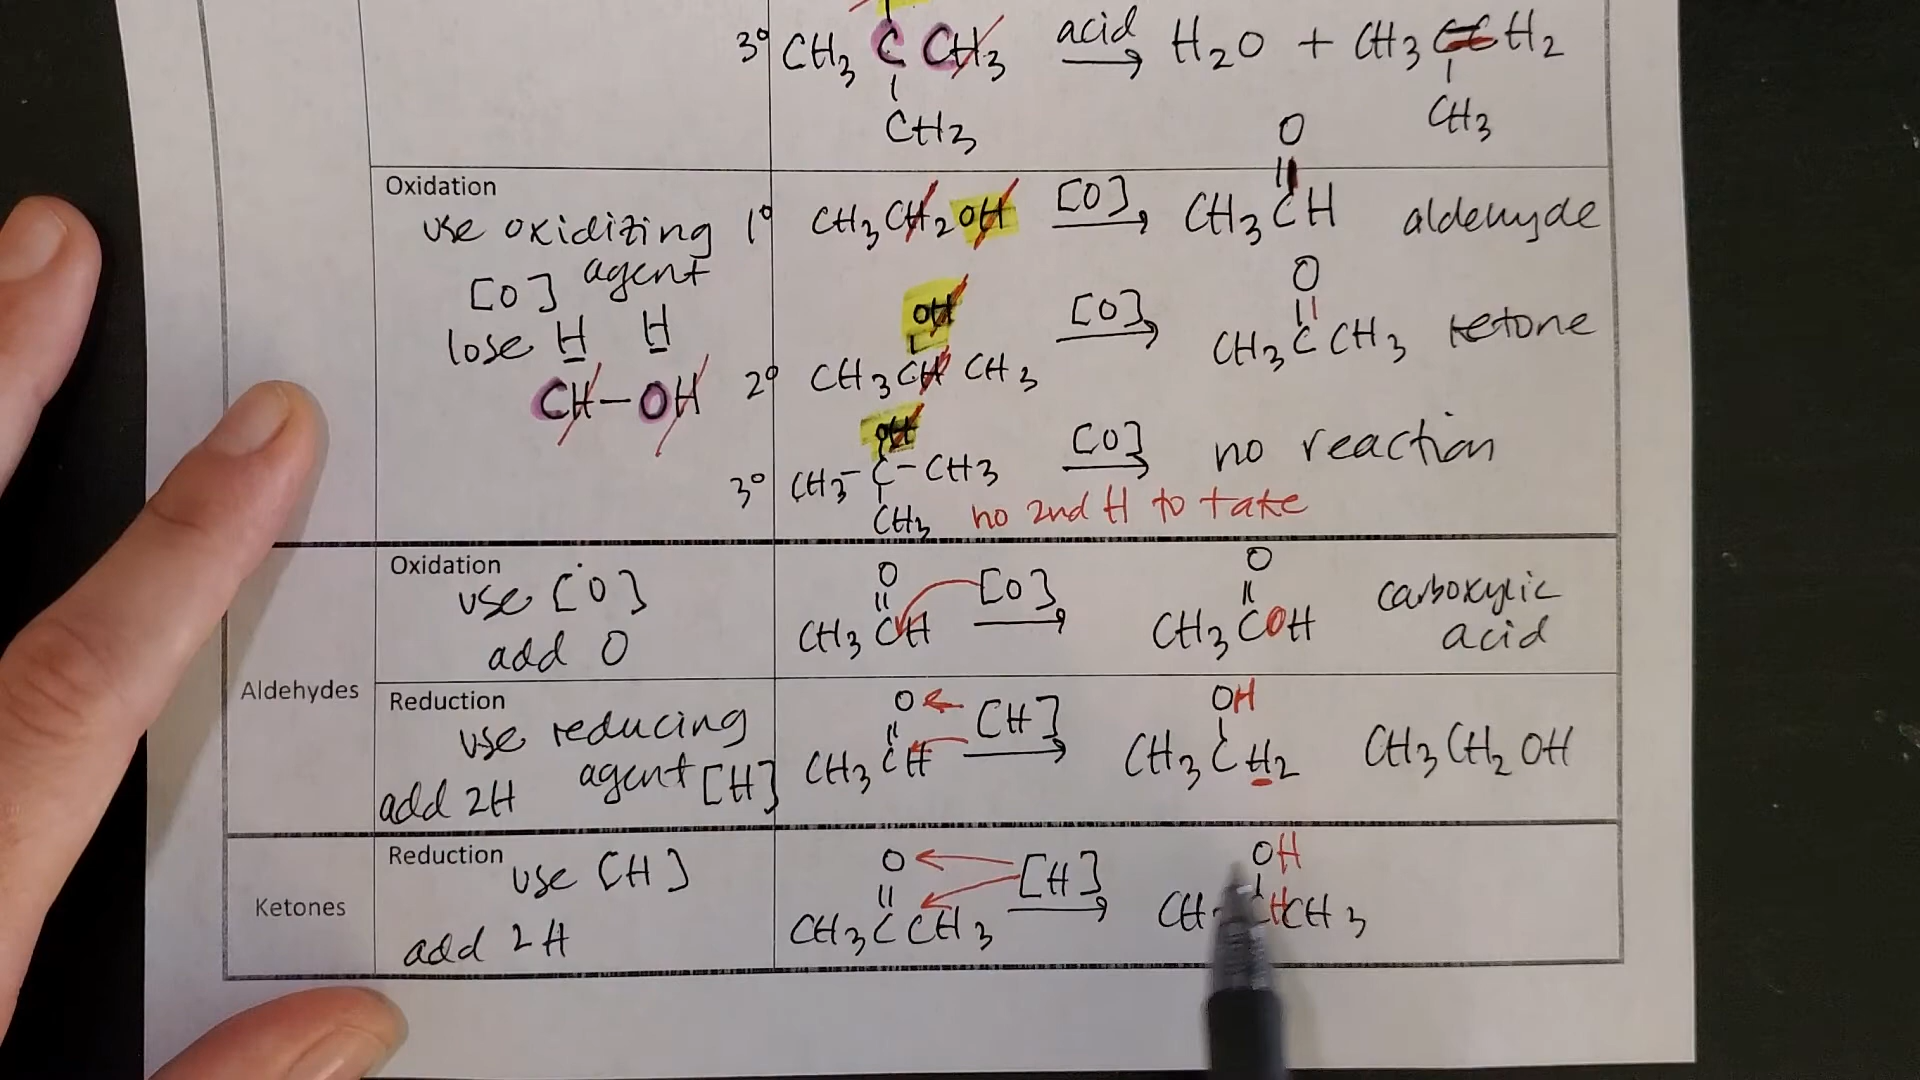 3° CH3 C CH3 acid → H2O + CH3 C=CH2
CH3
CH3
Oxidation
use oxidizing agent
[O]
lose H H
CH-OH
1° CH3CH2OH [O] → CH3CH aldehyde
O
2° CH3CH CH3 [O] → CH3CCH3 ketone
OH
O
3° CH3-C-CH3 [O] → no reaction
OH
CH3 no 2nd H to take
Aldehydes
Oxidation
use [O]
add O
O
CH3CH [O] → CH3COH carboxylic acid
O
Reduction
use reducing
agent [H]
add 2H
O
CH3CH [H] → CH3CH2 CH3CH2OH
OH
Ketones
Reduction
use [H]
add 2H
O
CH3CCH3 [H] → CH HCH3
OH